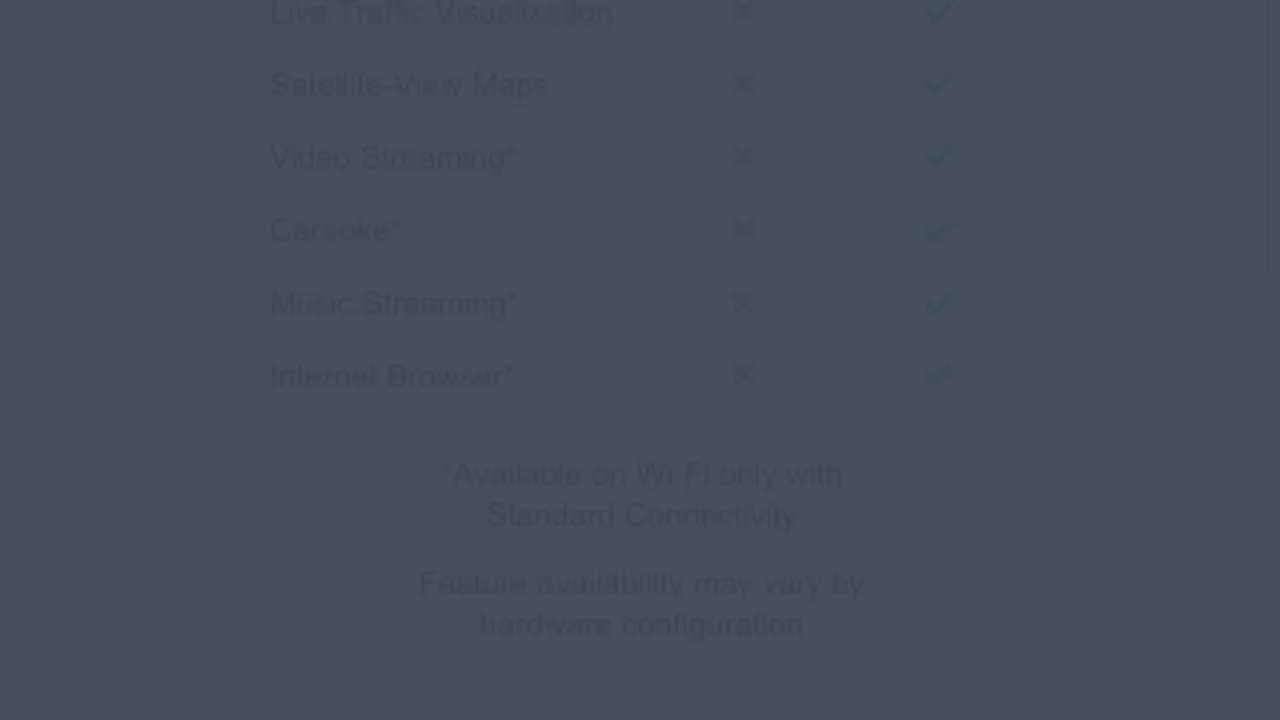 Live Traffic Visualization
Satellite-View Maps
Video Streaming*
Caraoke*
Music Streaming*
Internet Browser*
*Available on Wi-Fi only with
Standard Connectivity
Feature availability may vary by
hardware configuration